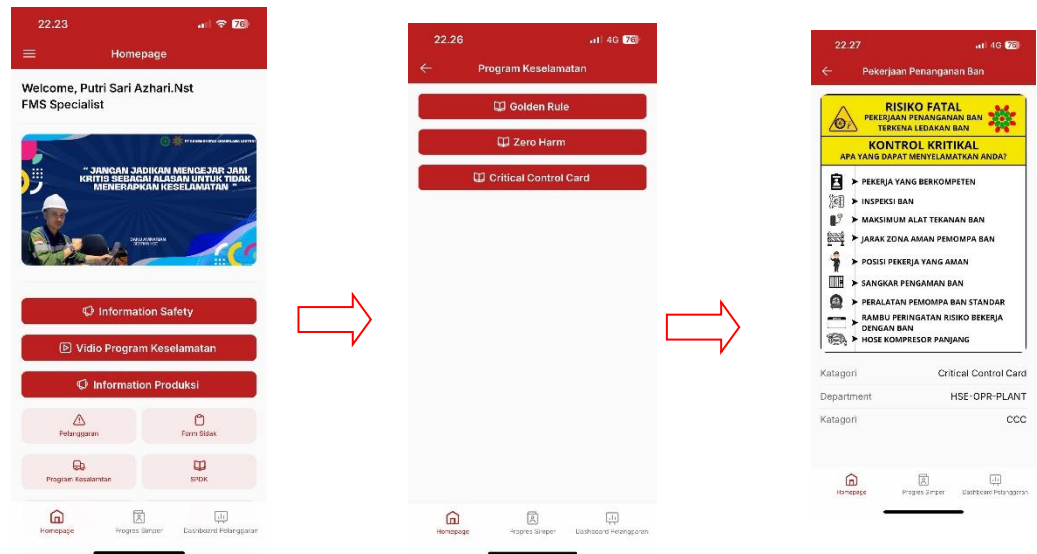 22.23
76
Homepage
Welcome, Putri Sari Azhari.Nst
FMS Specialist
“ JANGAN JADIKAN MENGEJAR JAM
KRITIS SEBAGAI ALASAN UNTUK TIDAK
MENERAPKAN KESELAMATAN “
Information Safety
Vidio Program Keselamatan
Information Produksi
Pelanggaran
Form Sidak
Program Kesalamtan
SPDK
Homepage
Progres Simper
Dashboard Pelanggaran
22.26
4G 76
Program Keselamatan
Golden Rule
Zero Harm
Critical Control Card
Homepage
Progres Simper
Dashboard Pelanggaran
22.27
4G 76
Pekerjaan Penanganan Ban
RISIKO FATAL
PEKERJAAN PENANGANAN BAN
TERKENA LEDAKAN BAN
KONTROL KRITIKAL
APA YANG DAPAT MENYELAMATKAN ANDA?
PEKERJA YANG BERKOMPETEN
INSPEKSI BAN
MAKSIMUM ALAT TEKANAN BAN
JARAK ZONA AMAN POMOMPA BAN
POSISI PEKERJA YANG AMAN
SANGKAR PENGAMAN BAN
PERALATAN PEMOMPA BAN STANDAR
RAMBU PERINGATAN RISIKO BEKERJA
DENGAN BAN
HOSE KOMPRESOR PANJANG
Katagori
Critical Control Card
Department
HSE-OPR-PLANT
Katagori
CCC
Homepage
Progres Simper
Dashboard Pelanggaran